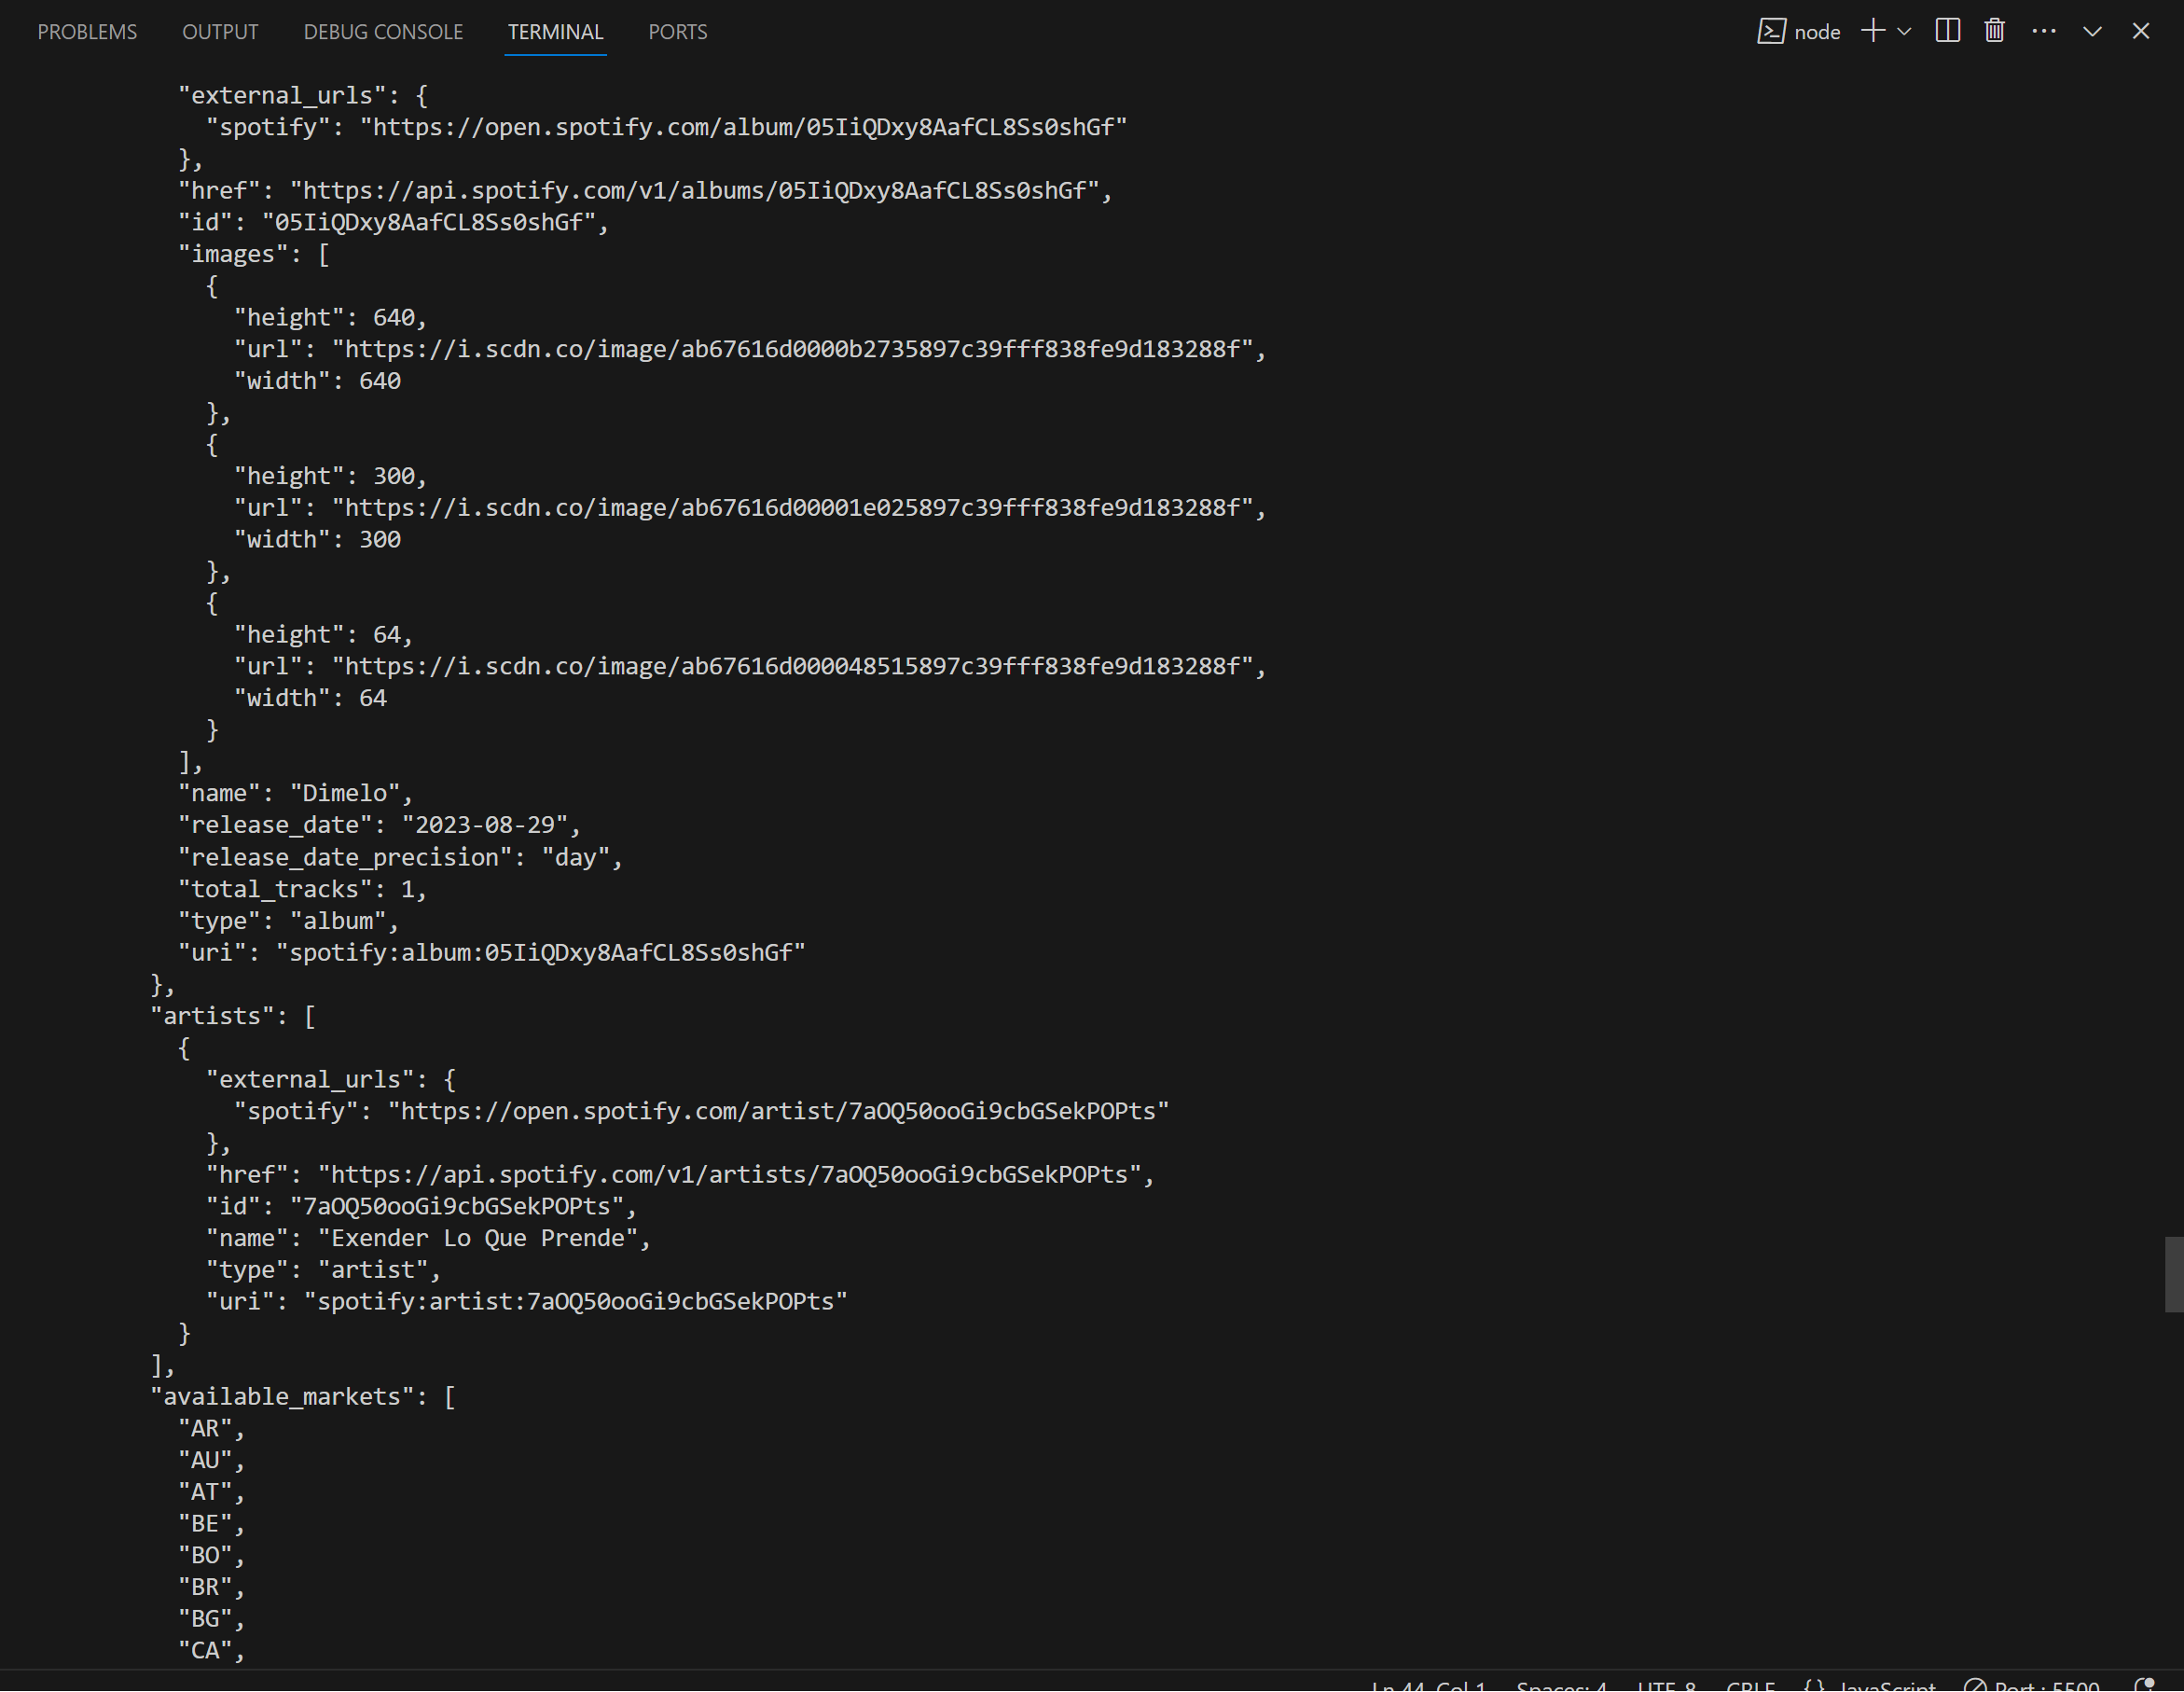 PROBLEMS OUTPUT DEBUG CONSOLE TERMINAL PORTS node
"external_urls": {
"spotify": "https://open.spotify.com/album/05IiQDxy8AafCL8Ss0shGf"
},
"href": "https://api.spotify.com/v1/albums/05IiQDxy8AafCL8Ss0shGf",
"id": "05IiQDxy8AafCL8Ss0shGf",
"images": [
{
"height": 640,
"url": "https://i.scdn.co/image/ab67616d0000b2735897c39fff838fe9d183288f",
"width": 640
},
{
"height": 300,
"url": "https://i.scdn.co/image/ab67616d00001e025897c39fff838fe9d183288f",
"width": 300
},
{
"height": 64,
"url": "https://i.scdn.co/image/ab67616d000048515897c39fff838fe9d183288f",
"width": 64
}
],
"name": "Dimelo",
"release_date": "2023-08-29",
"release_date_precision": "day",
"total_tracks": 1,
"type": "album",
"uri": "spotify:album:05IiQDxy8AafCL8Ss0shGf"
},
"artists": [
{
"external_urls": {
"spotify": "https://open.spotify.com/artist/7aOQ50ooGi9cbGSekPOPts"
},
"href": "https://api.spotify.com/v1/artists/7aOQ50ooGi9cbGSekPOPts",
"id": "7aOQ50ooGi9cbGSekPOPts",
"name": "Exender Lo Que Prende",
"type": "artist",
"uri": "spotify:artist:7aOQ50ooGi9cbGSekPOPts"
}
],
"available_markets": [
"AR",
"AU",
"AT",
"BE",
"BO",
"BR",
"BG",
"CA",
Ln 44, Col 1 Spaces: 4 UTF-8 CRLF {} JavaScript Port : 5500